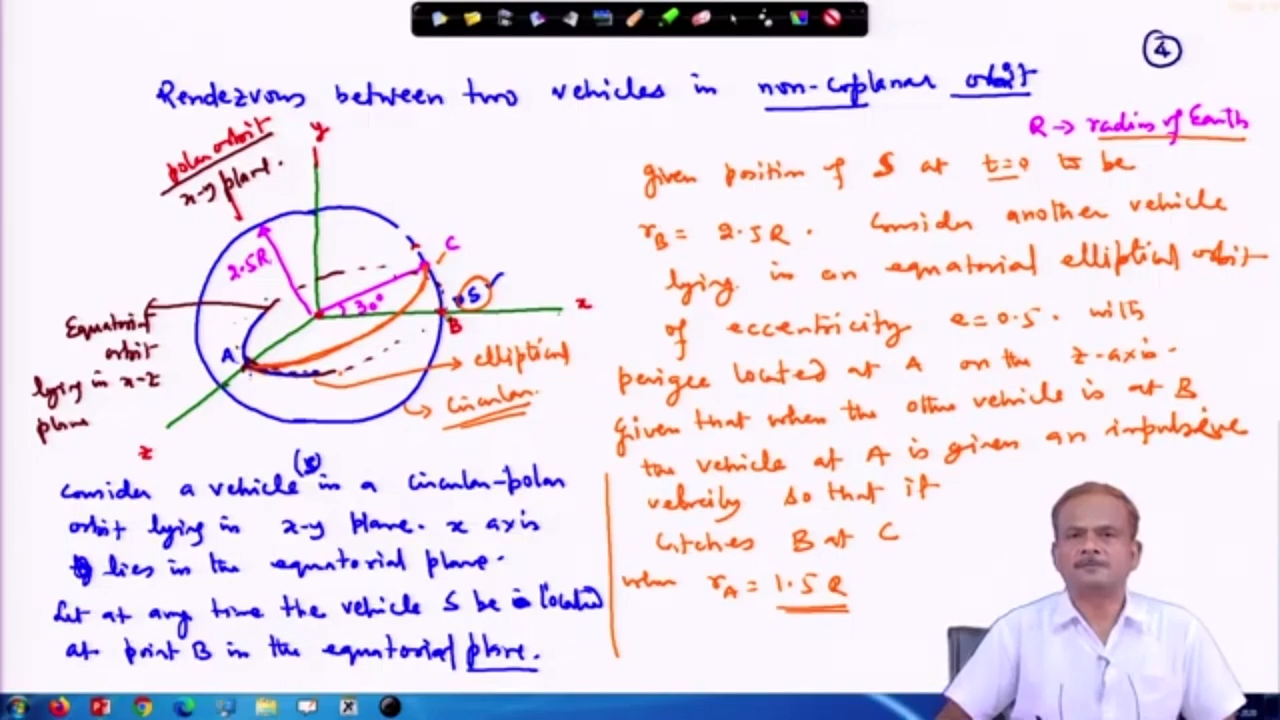 4
Rendezvous between two vehicles in non-coplanar orbit
R → radius of Earth
polar orbit
x-y plane.
y
2.5R
C
30°
S
x
B
A
z
Equatorial
orbit
lying in x-z
plane
elliptical
circular.
given position of S at t=0 to be
r_B = 2.5R. Consider another vehicle
lying in an equatorial elliptical orbit
of eccentricity e=0.5. with
perigee located at A on the z-axis.
Given that when the other vehicle is at B
the vehicle at A is given an impulsive
velocity so that it
catches B at C
when r_A = 1.5R
(S)
Consider a vehicle in a circular-polar
orbit lying in x-y plane. x axis
lies in the equatorial plane.
Let at any time the vehicle S be located
at point B in the equatorial plane.